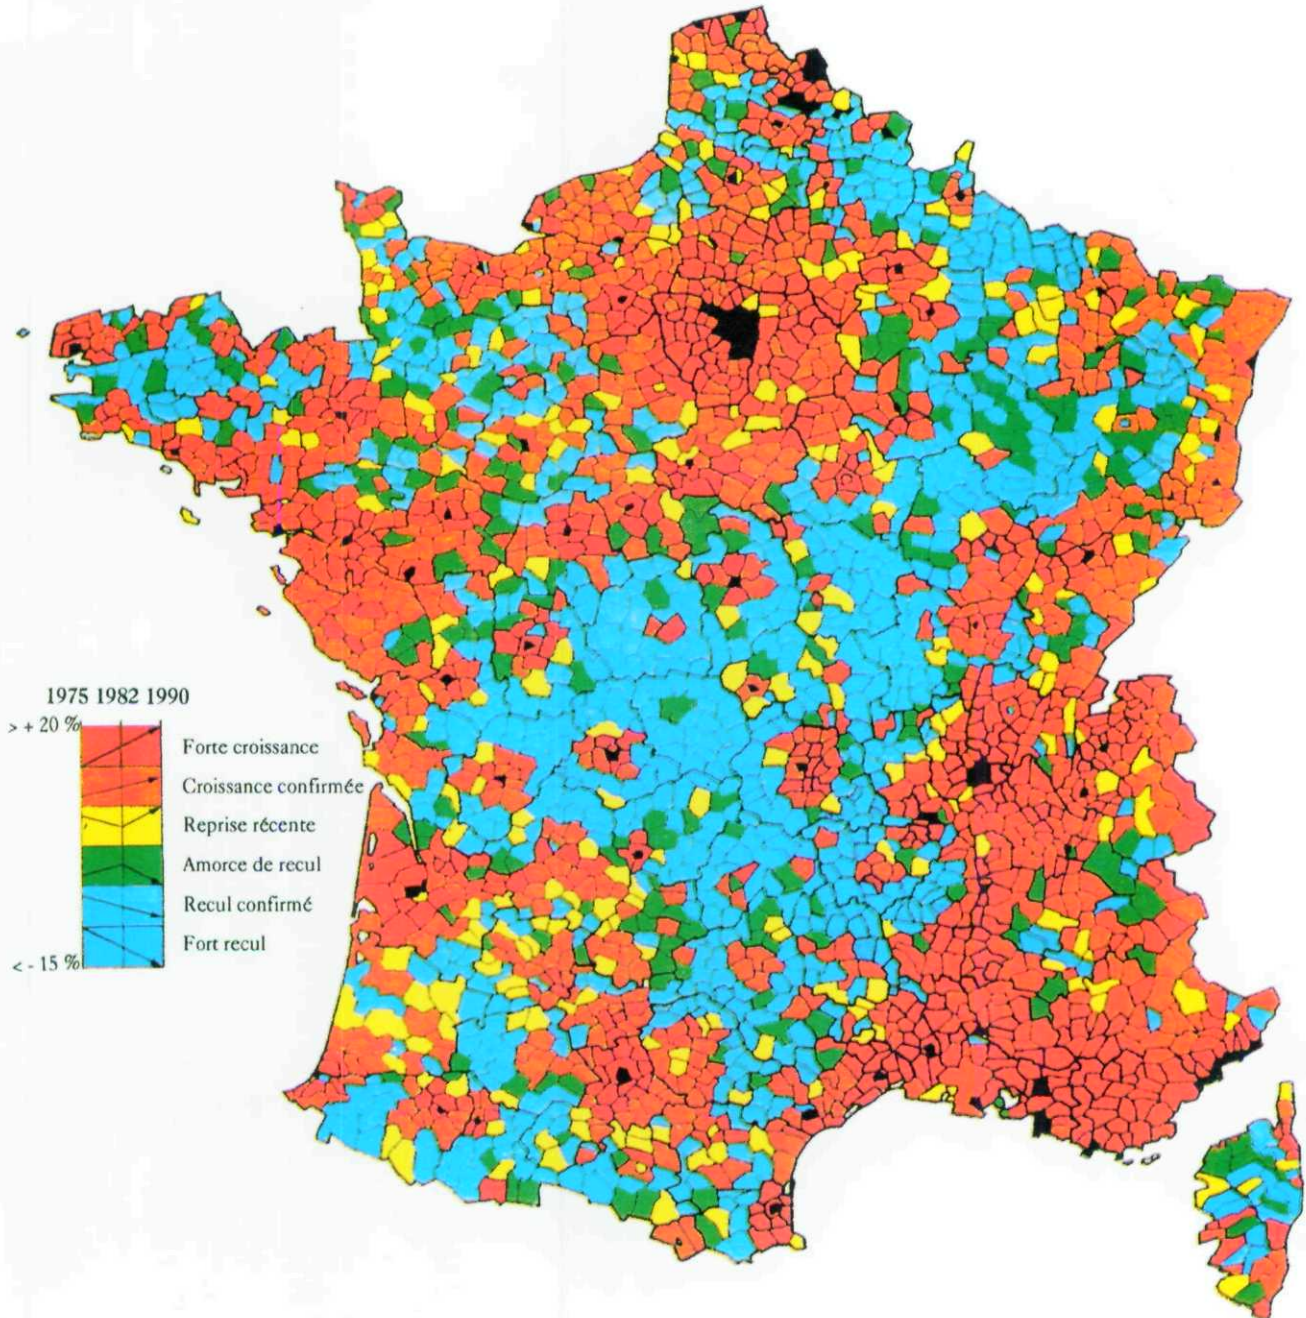 1975 1982 1990
> + 20 %
Forte croissance
Croissance confirmée
Reprise récente
Amorce de recul
Recul confirmé
Fort recul
< - 15 %